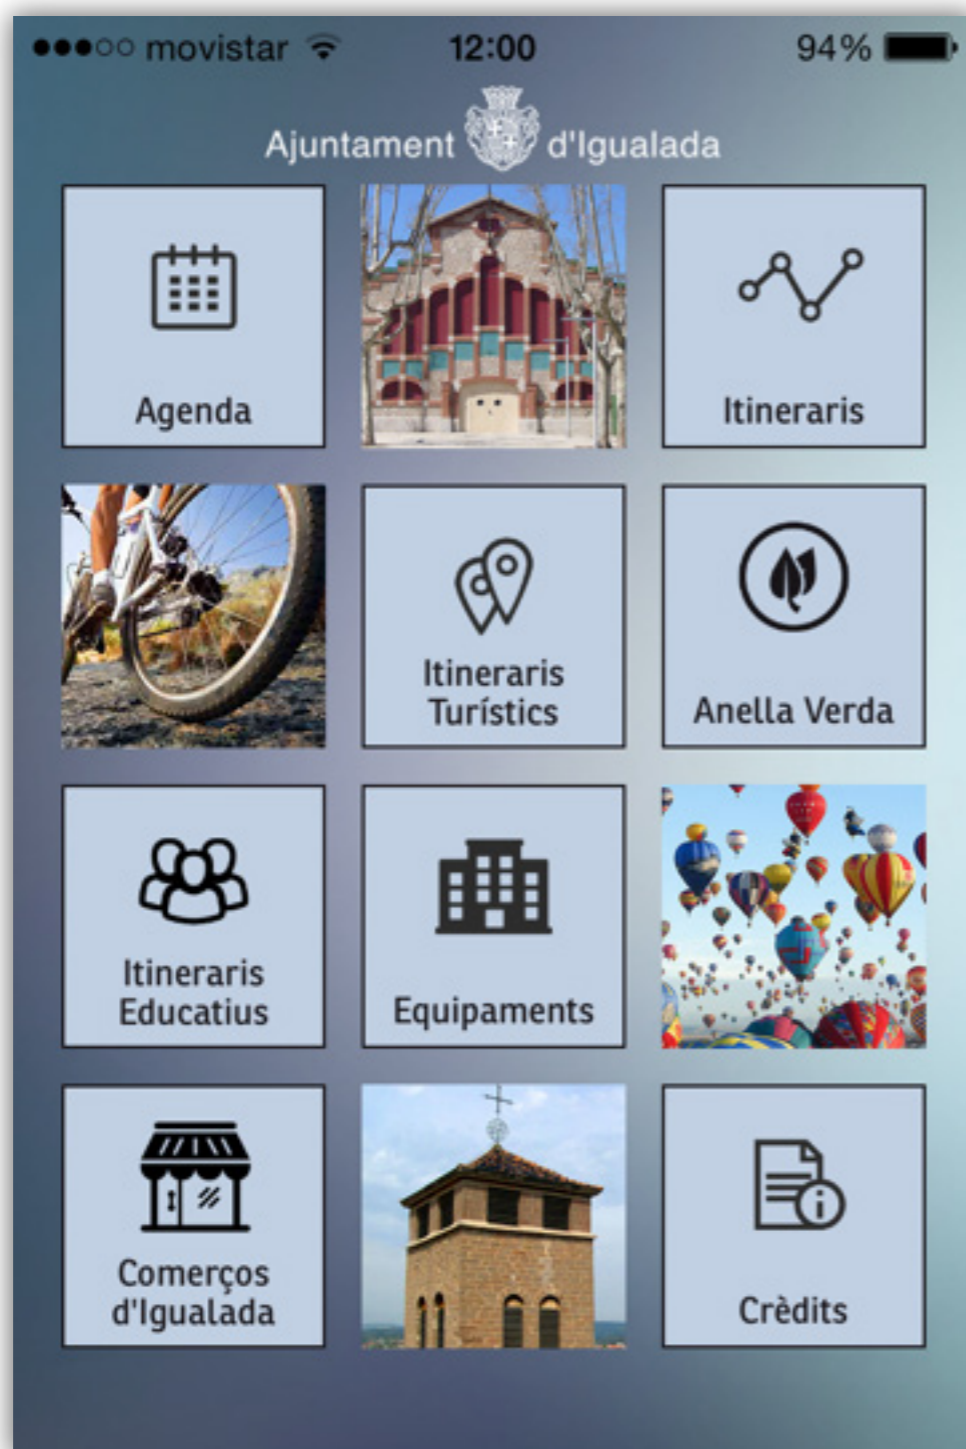 movistar 12:00 94%
Ajuntament d'Igualada
Agenda
Itineraris
Itineraris
Turístics
Anella Verda
Itineraris
Educatius
Equipaments
Comerços
d'Igualada
Crèdits